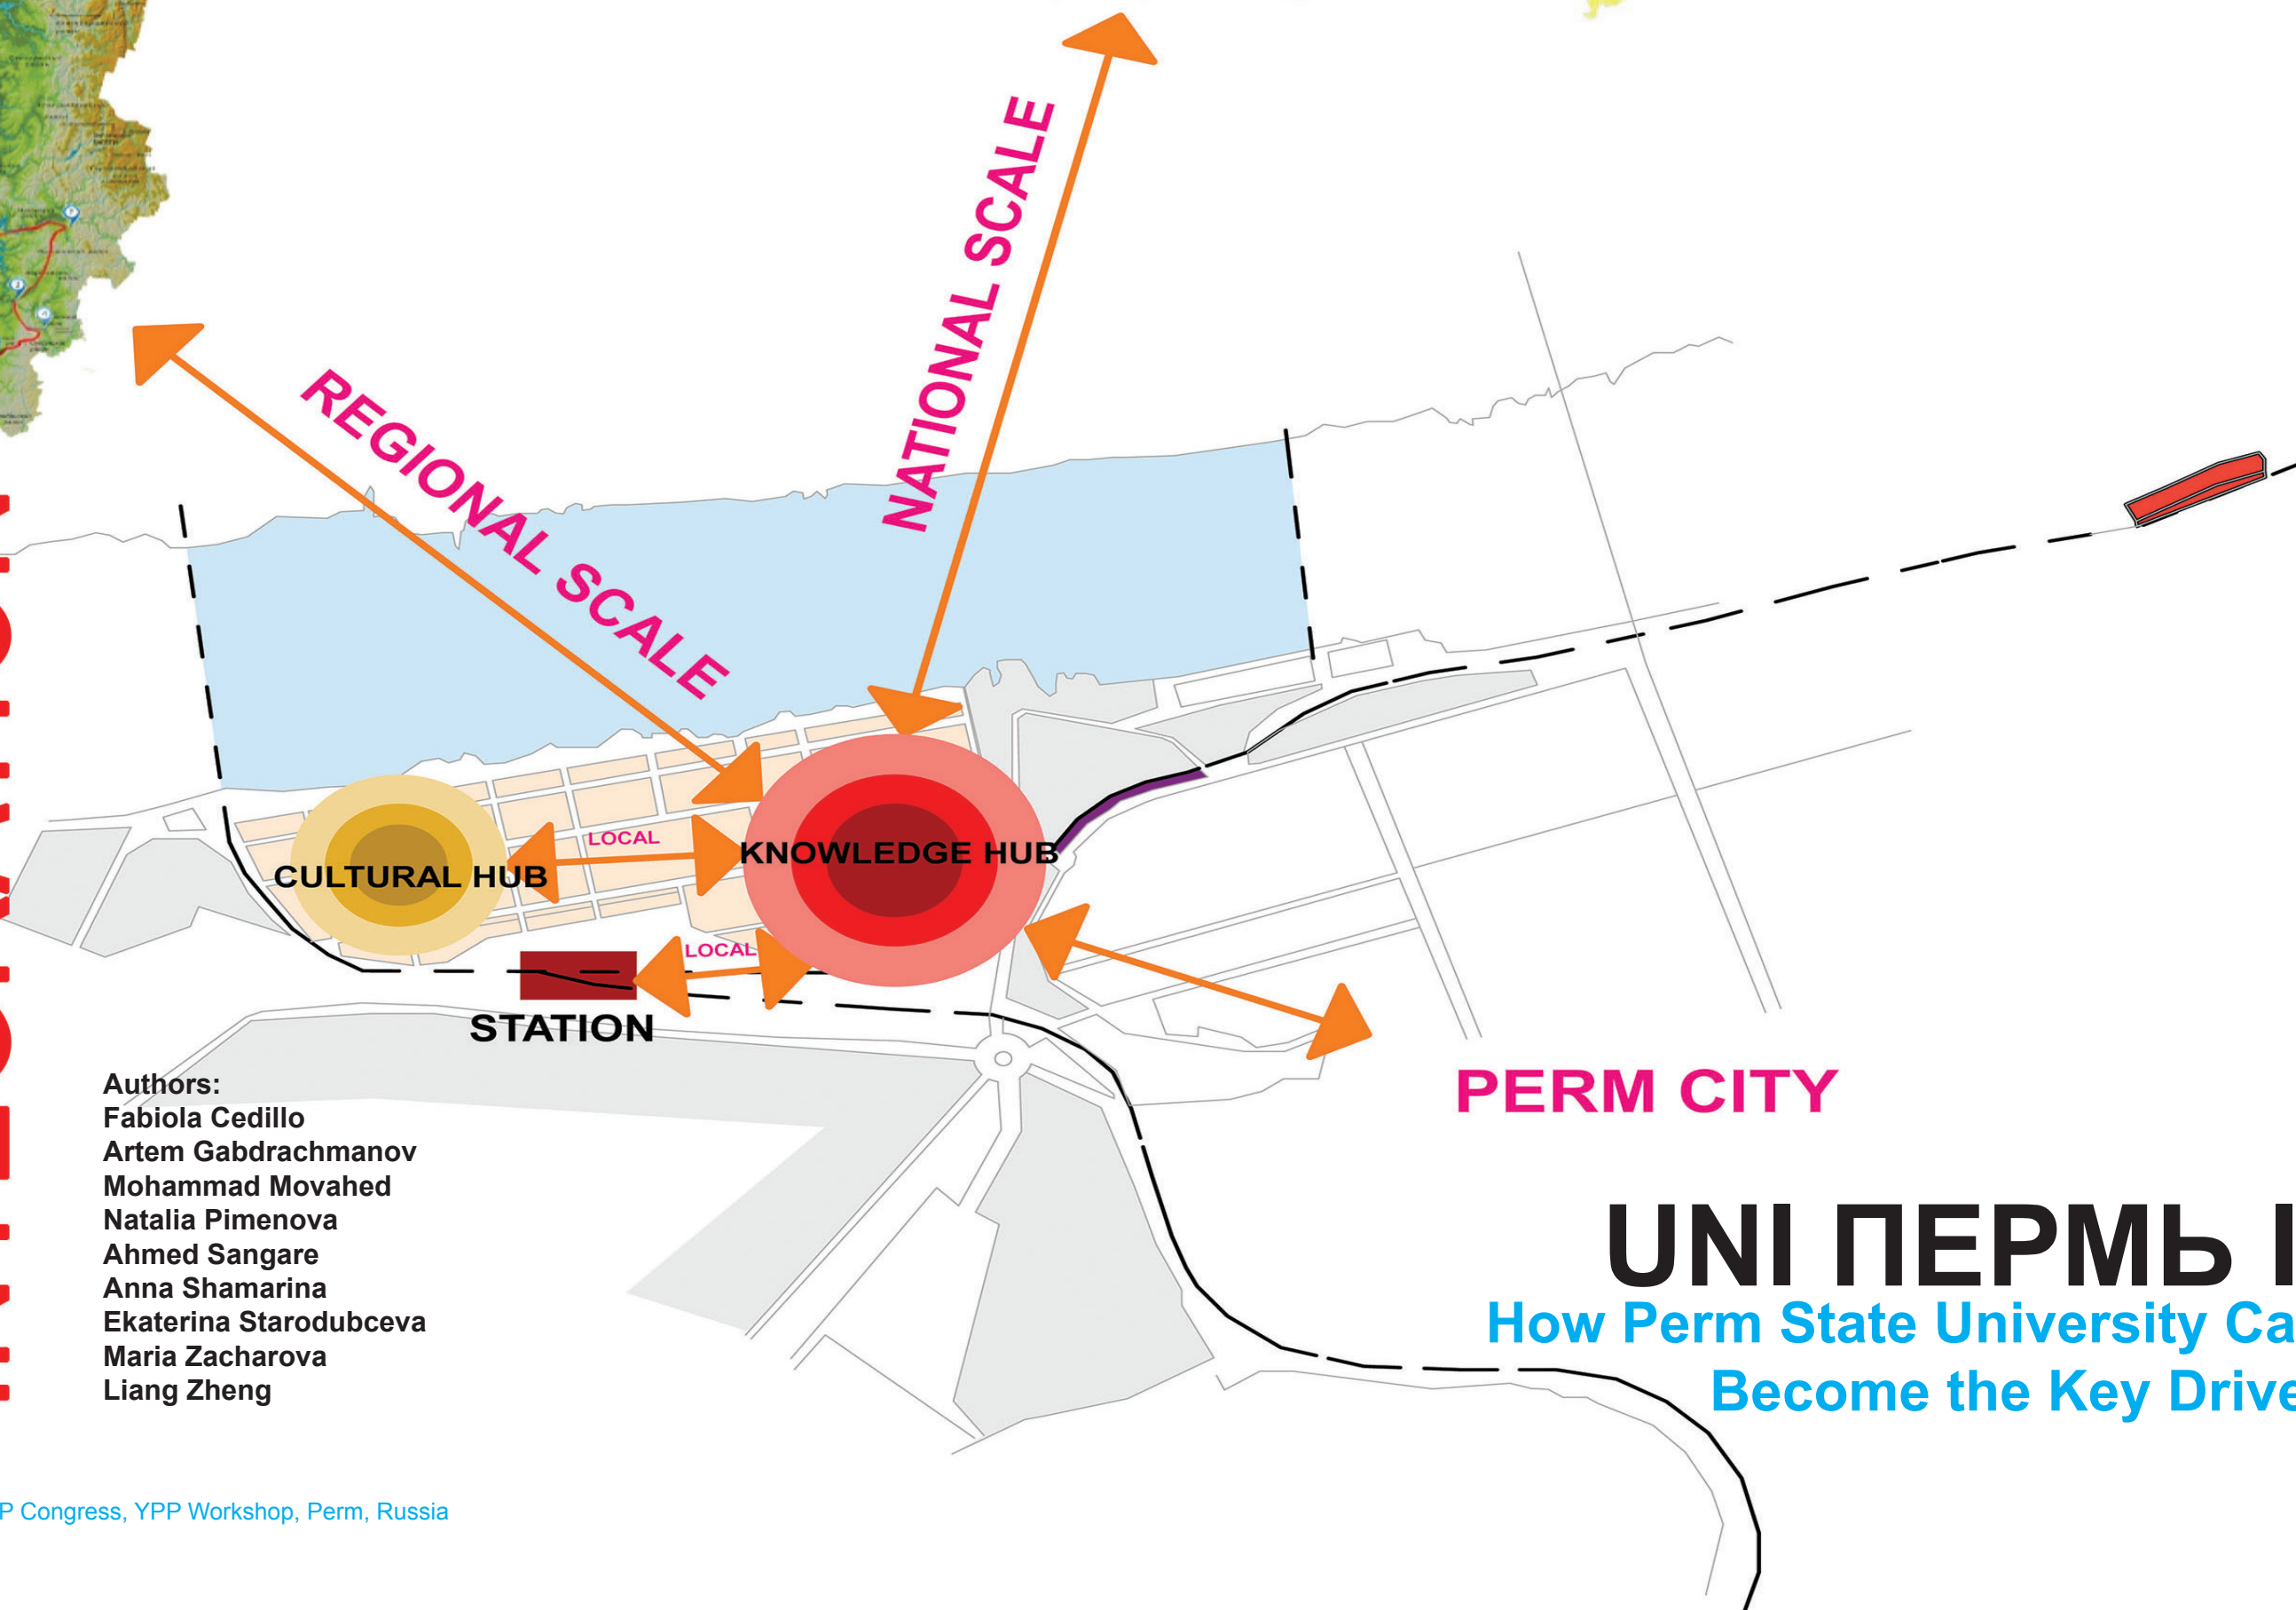 NATIONAL SCALE
REGIONAL SCALE
LOCAL
KNOWLEDGE HUB
CULTURAL HUB
LOCAL
STATION
PERM CITY
Authors:
Fabiola Cedillo
Artem Gabdrachmanov
Mohammad Movahed
Natalia Pimenova
Ahmed Sangare
Anna Shamarina
Ekaterina Starodubceva
Maria Zacharova
Liang Zheng
UNI ПЕРМЬ
How Perm State University
Become the Key
P Congress, YPP Workshop, Perm, Russia